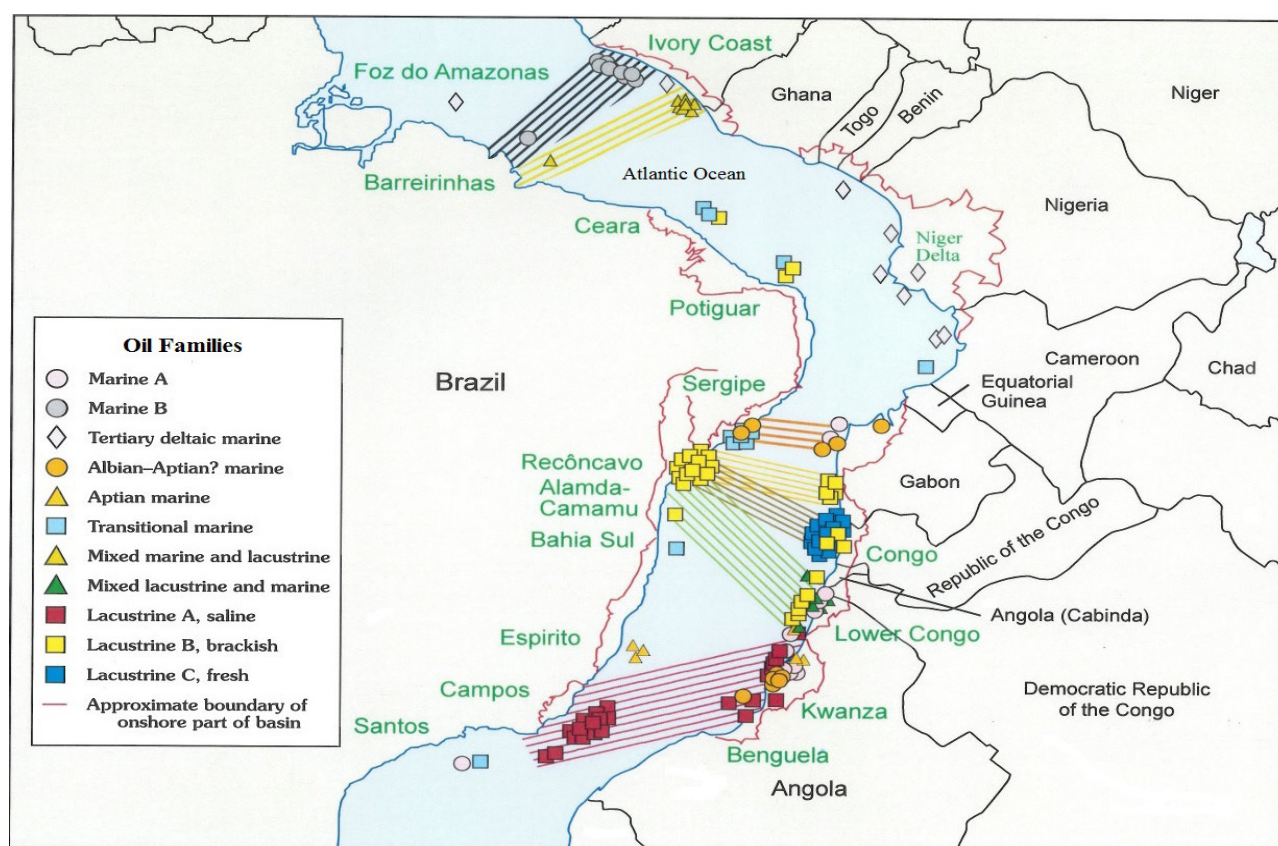 Ivory Coast
Foz do Amazonas
Ghana
Togo
Benin
Niger
Barreirinhas
Atlantic Ocean
Ceara
Nigeria
Niger
Delta
Potiguar
Cameroon
Chad
Equatorial
Guinea
Brazil
Sergipe
Recôncavo
Alamda-
Camamu
Bahia Sul
Gabon
Congo
Republic of the Congo
Angola (Cabinda)
Lower Congo
Espirito
Campos
Santos
Kwanza
Democratic Republic
of the Congo
Benguela
Angola
Oil Families
Marine A
Marine B
Tertiary deltaic marine
Albian–Aptian? marine
Aptian marine
Transitional marine
Mixed marine and lacustrine
Mixed lacustrine and marine
Lacustrine A, saline
Lacustrine B, brackish
Lacustrine C, fresh
Approximate boundary of
onshore part of basin